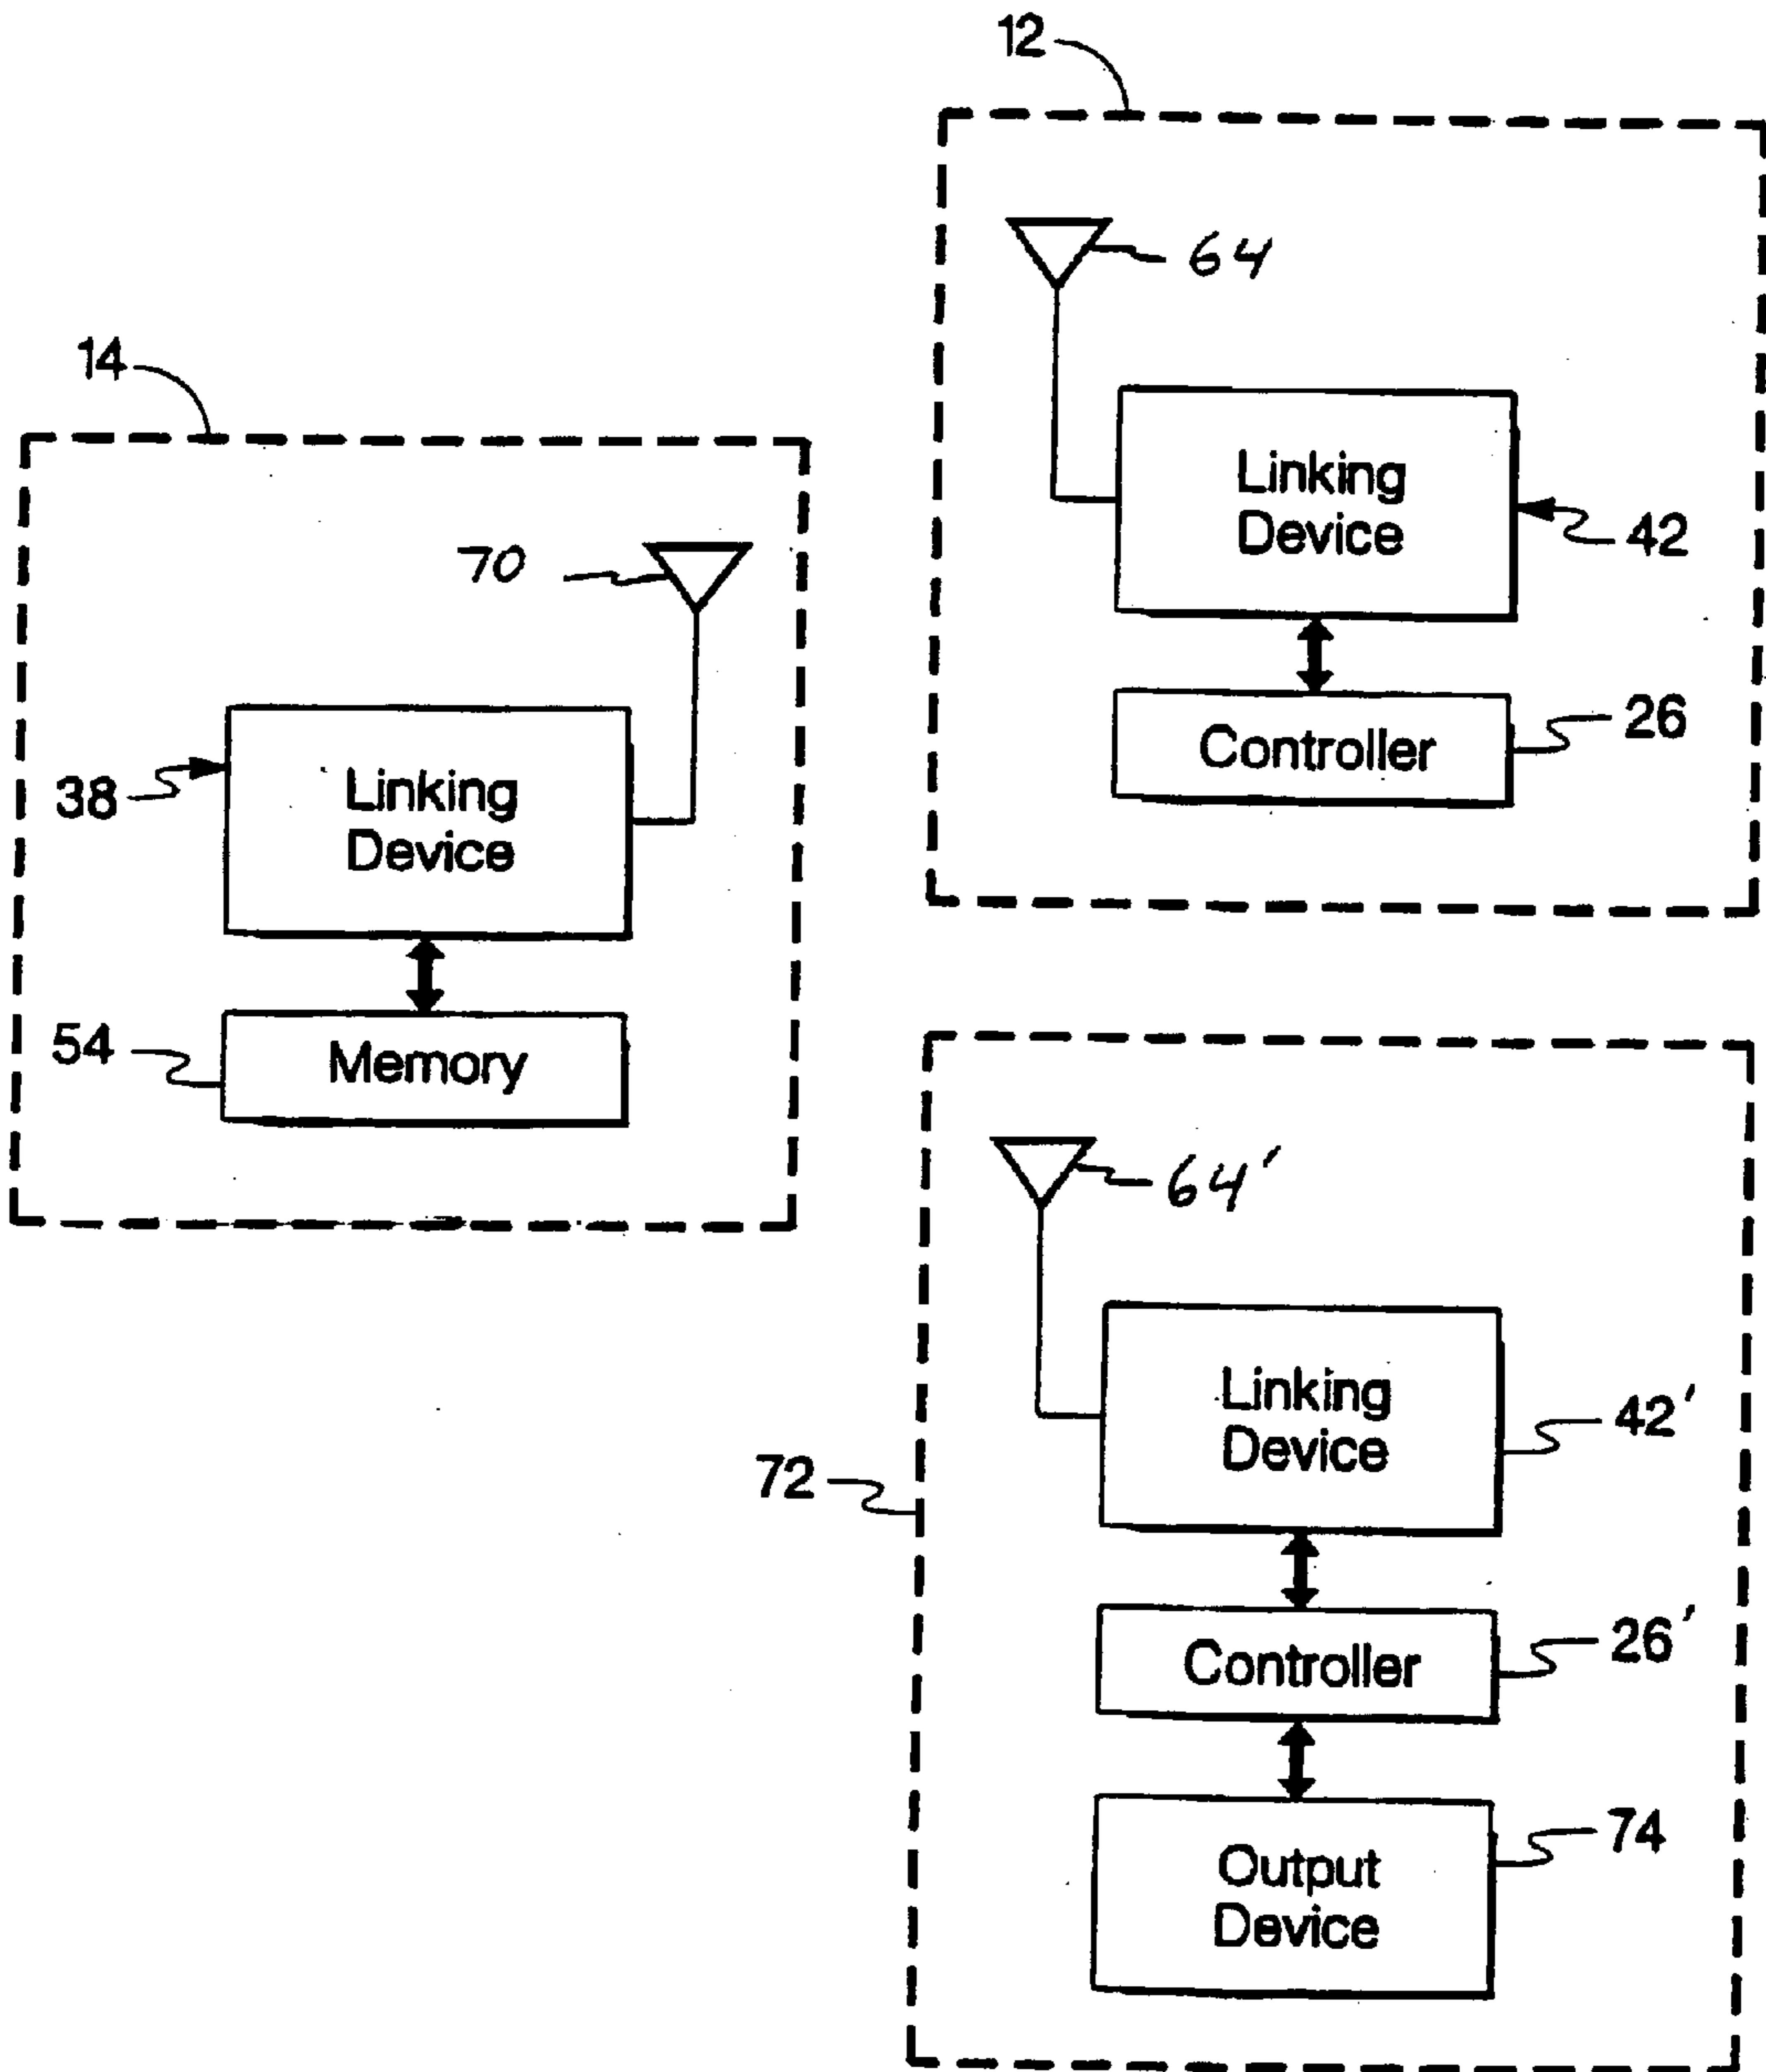 12
64
Linking
Device
42
Controller
26
14
70
38
Linking
Device
54
Memory
64'
Linking
Device
42'
72
Controller
26'
Output
Device
74